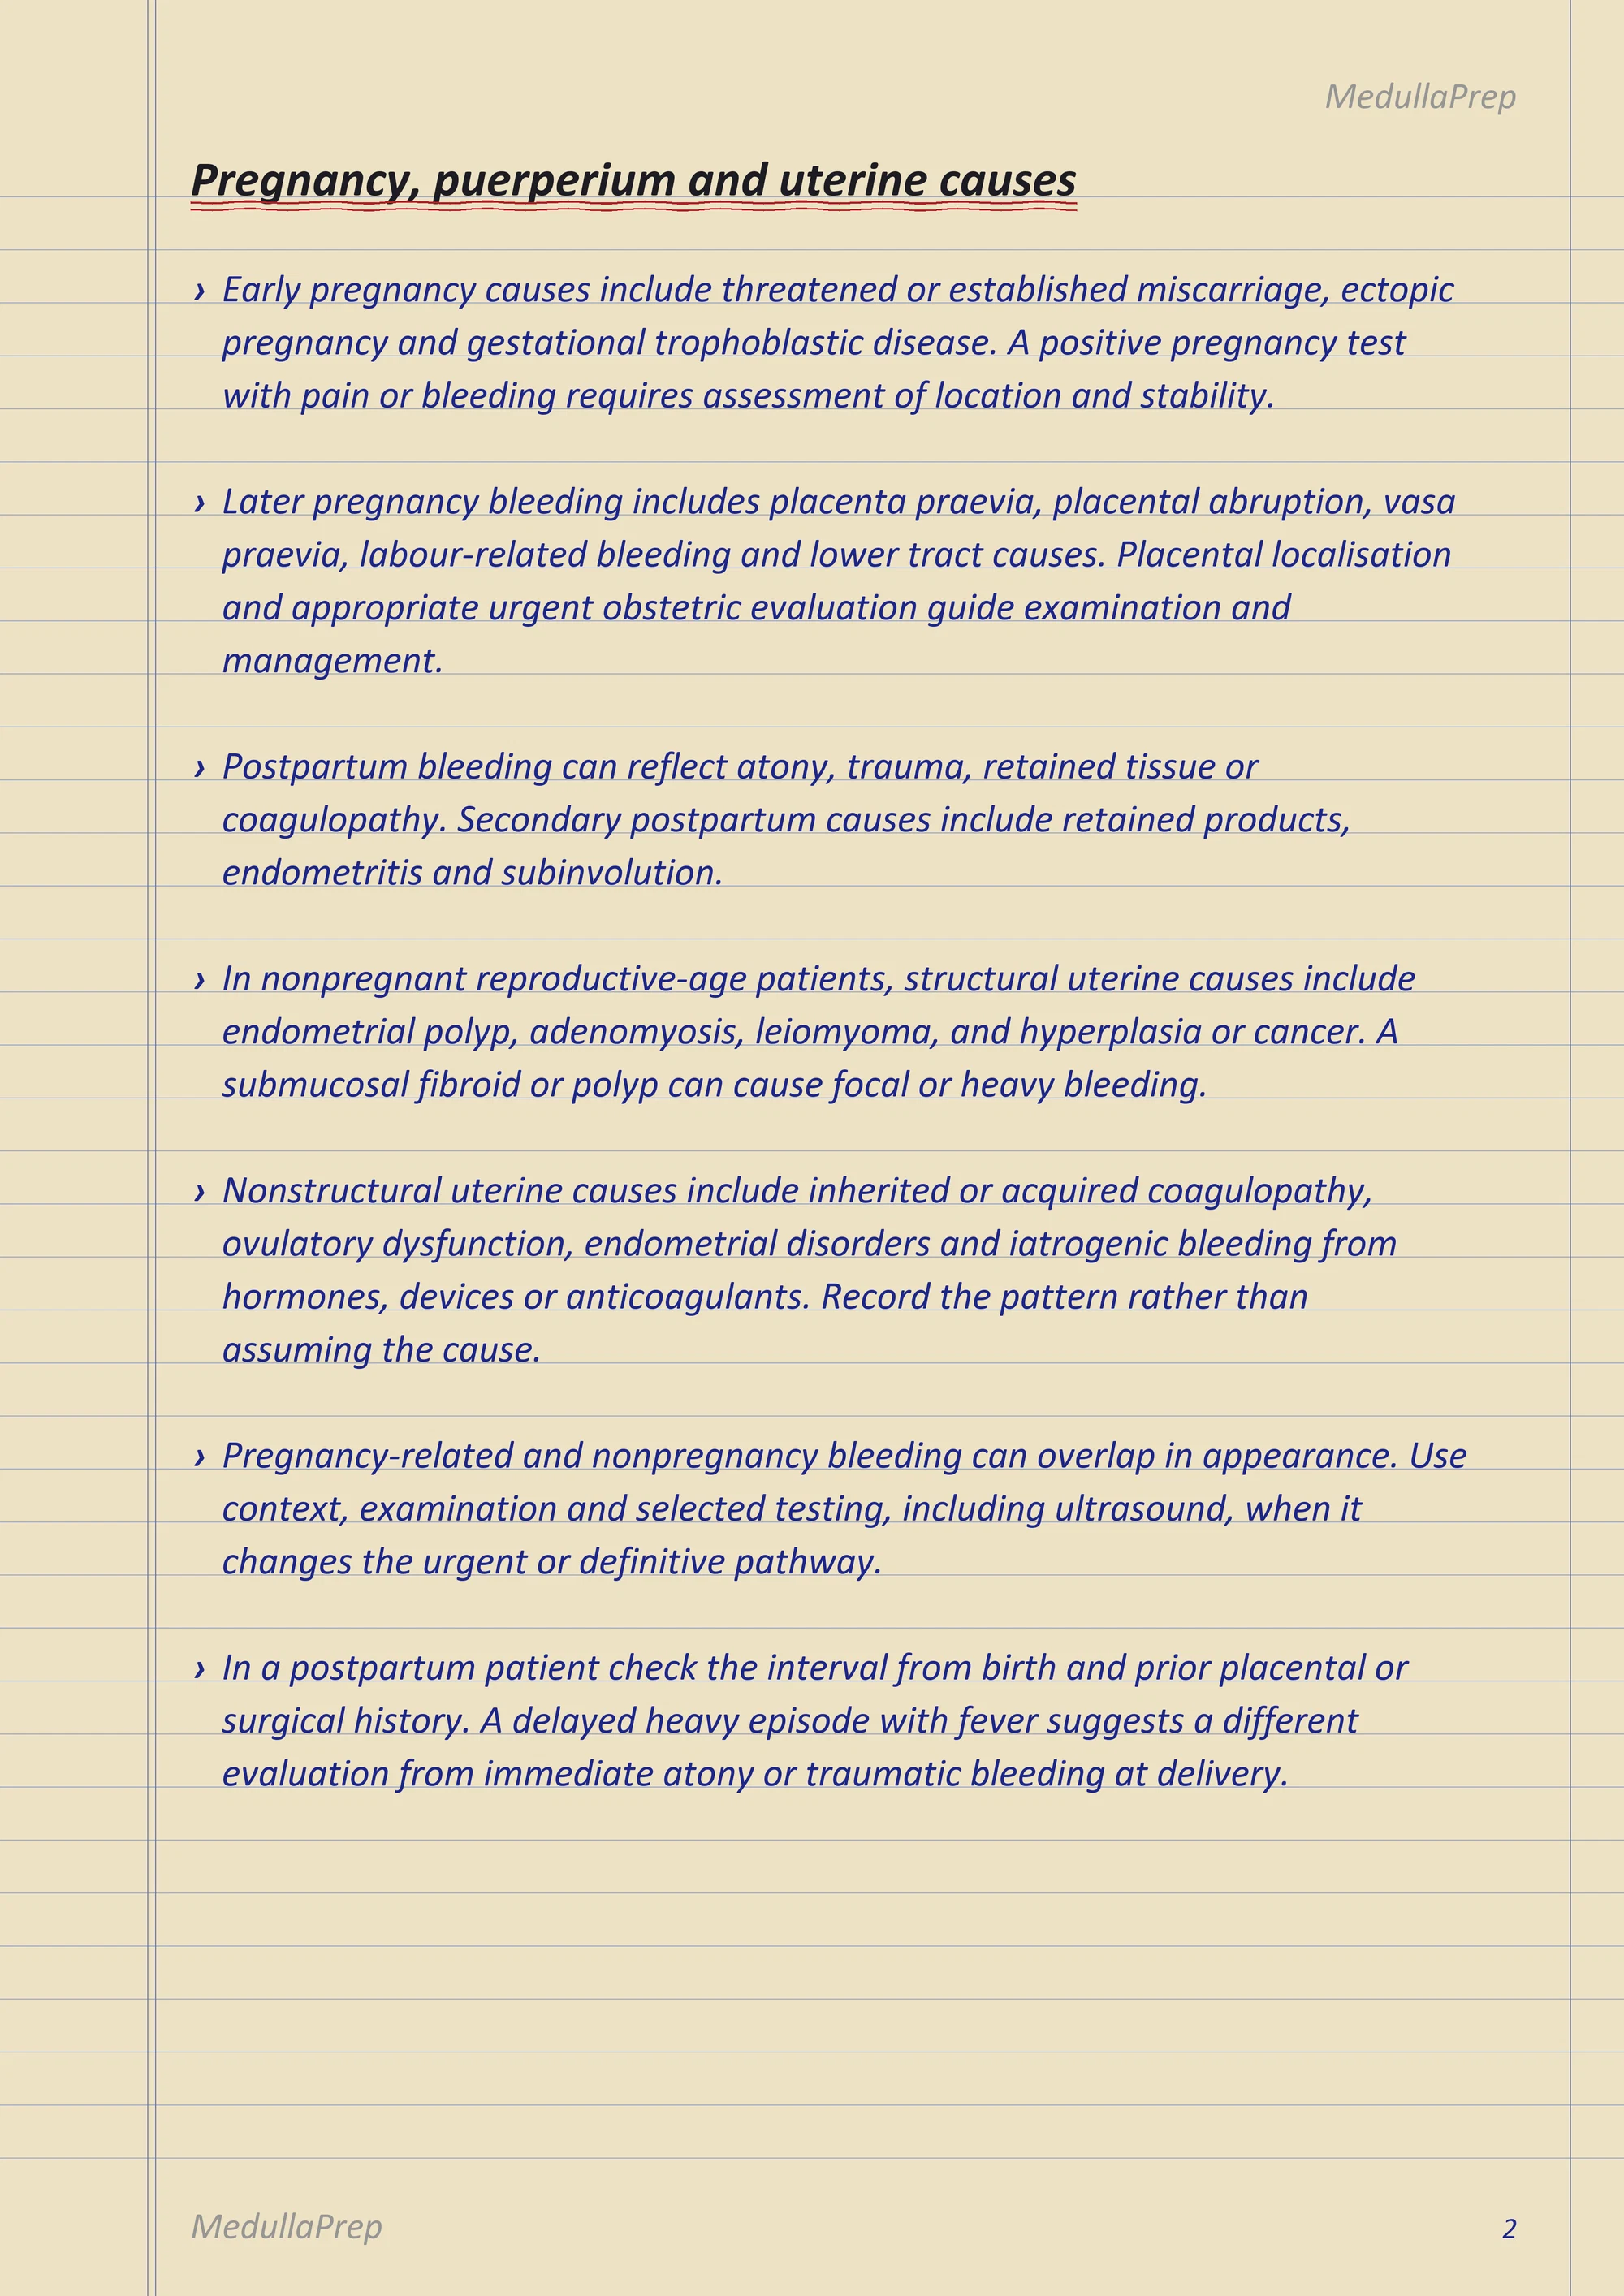 MedullaPrep
Pregnancy, puerperium and uterine causes
› Early pregnancy causes include threatened or established miscarriage, ectopic
pregnancy and gestational trophoblastic disease. A positive pregnancy test
with pain or bleeding requires assessment of location and stability.
› Later pregnancy bleeding includes placenta praevia, placental abruption, vasa
praevia, labour-related bleeding and lower tract causes. Placental localisation
and appropriate urgent obstetric evaluation guide examination and
management.
› Postpartum bleeding can reflect atony, trauma, retained tissue or
coagulopathy. Secondary postpartum causes include retained products,
endometritis and subinvolution.
› In nonpregnant reproductive-age patients, structural uterine causes include
endometrial polyp, adenomyosis, leiomyoma, and hyperplasia or cancer. A
submucosal fibroid or polyp can cause focal or heavy bleeding.
› Nonstructural uterine causes include inherited or acquired coagulopathy,
ovulatory dysfunction, endometrial disorders and iatrogenic bleeding from
hormones, devices or anticoagulants. Record the pattern rather than
assuming the cause.
› Pregnancy-related and nonpregnancy bleeding can overlap in appearance. Use
context, examination and selected testing, including ultrasound, when it
changes the urgent or definitive pathway.
› In a postpartum patient check the interval from birth and prior placental or
surgical history. A delayed heavy episode with fever suggests a different
evaluation from immediate atony or traumatic bleeding at delivery.
MedullaPrep
2